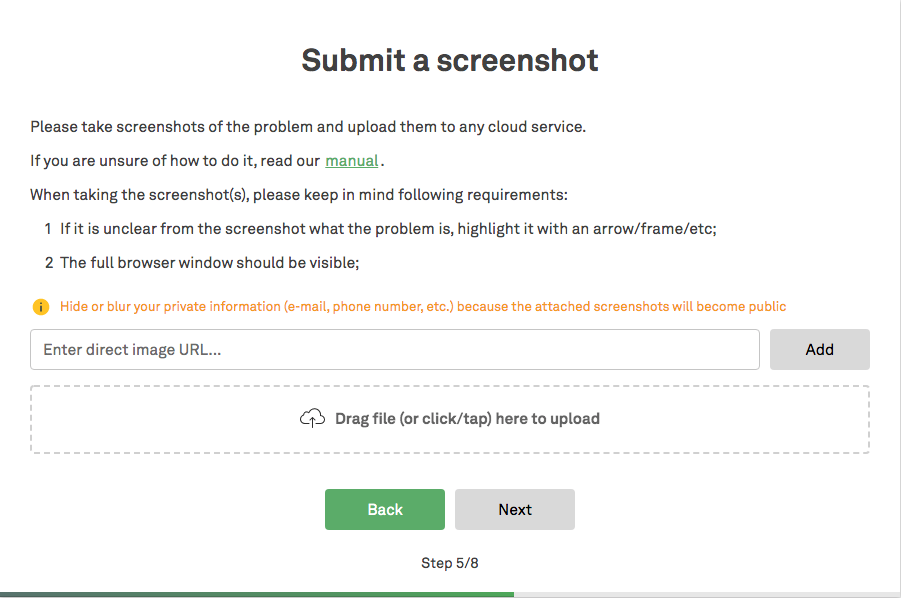 Submit a screenshot
Please take screenshots of the problem and upload them to any cloud service.
If you are unsure of how to do it, read our manual.
When taking the screenshot(s), please keep in mind following requirements:
1 If it is unclear from the screenshot what the problem is, highlight it with an arrow/frame/etc;
2 The full browser window should be visible;
Hide or blur your private information (e-mail, phone number, etc.) because the attached screenshots will become public
Enter direct image URL...
Add
Drag file (or click/tap) here to upload
Back
Next
Step 5/8